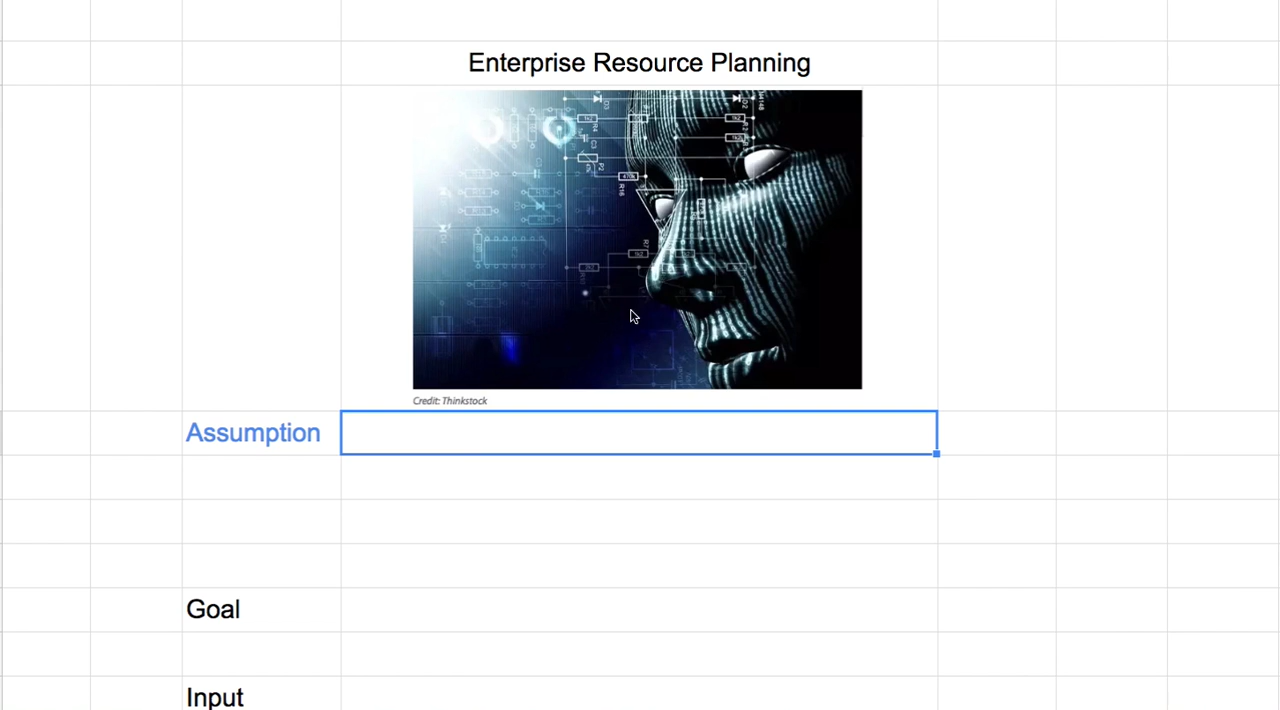 Enterprise Resource Planning
Credit: Thinkstock
Assumption
Goal
Input